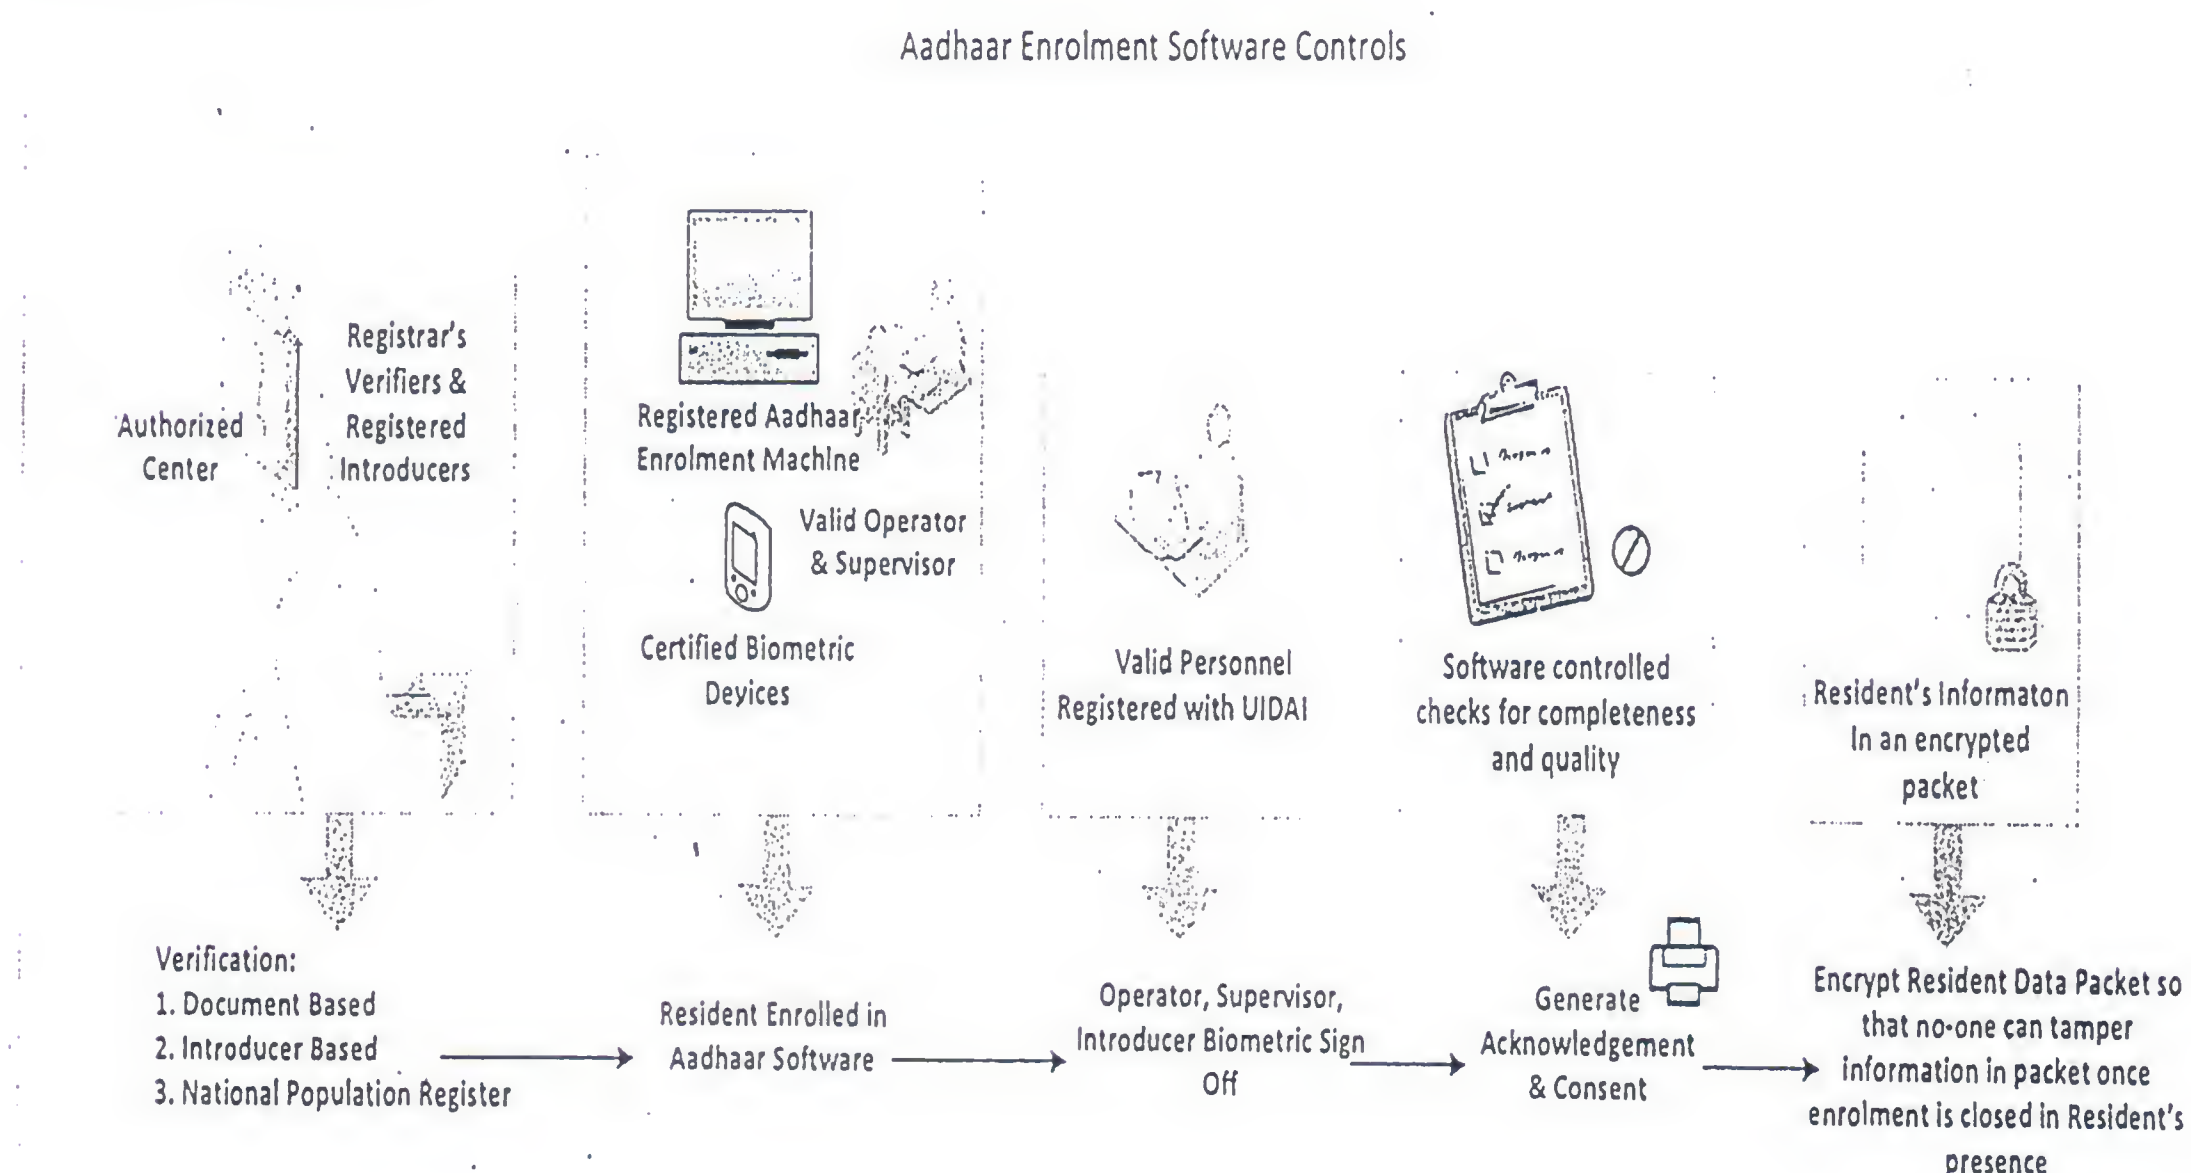 Aadhaar Enrolment Software Controls
Authorized
Center
Registrar's
Verifiers &
Registered
Introducers
Registered Aadhaar
Enrolment Machine
Valid Operator
& Supervisor
Certified Biometric
Devices
Valid Personnel
Registered with UIDAI
Software controlled
checks for completeness
and quality
Resident's Informaton
In an encrypted
packet
Verification:
1. Document Based
2. Introducer Based
3. National Population Register
Resident Enrolled in
Aadhaar Software
Operator, Supervisor,
Introducer Biometric Sign
Off
Generate
Acknowledgement
& Consent
Encrypt Resident Data Packet so
that no-one can tamper
information in packet once
enrolment is closed in Resident's
presence